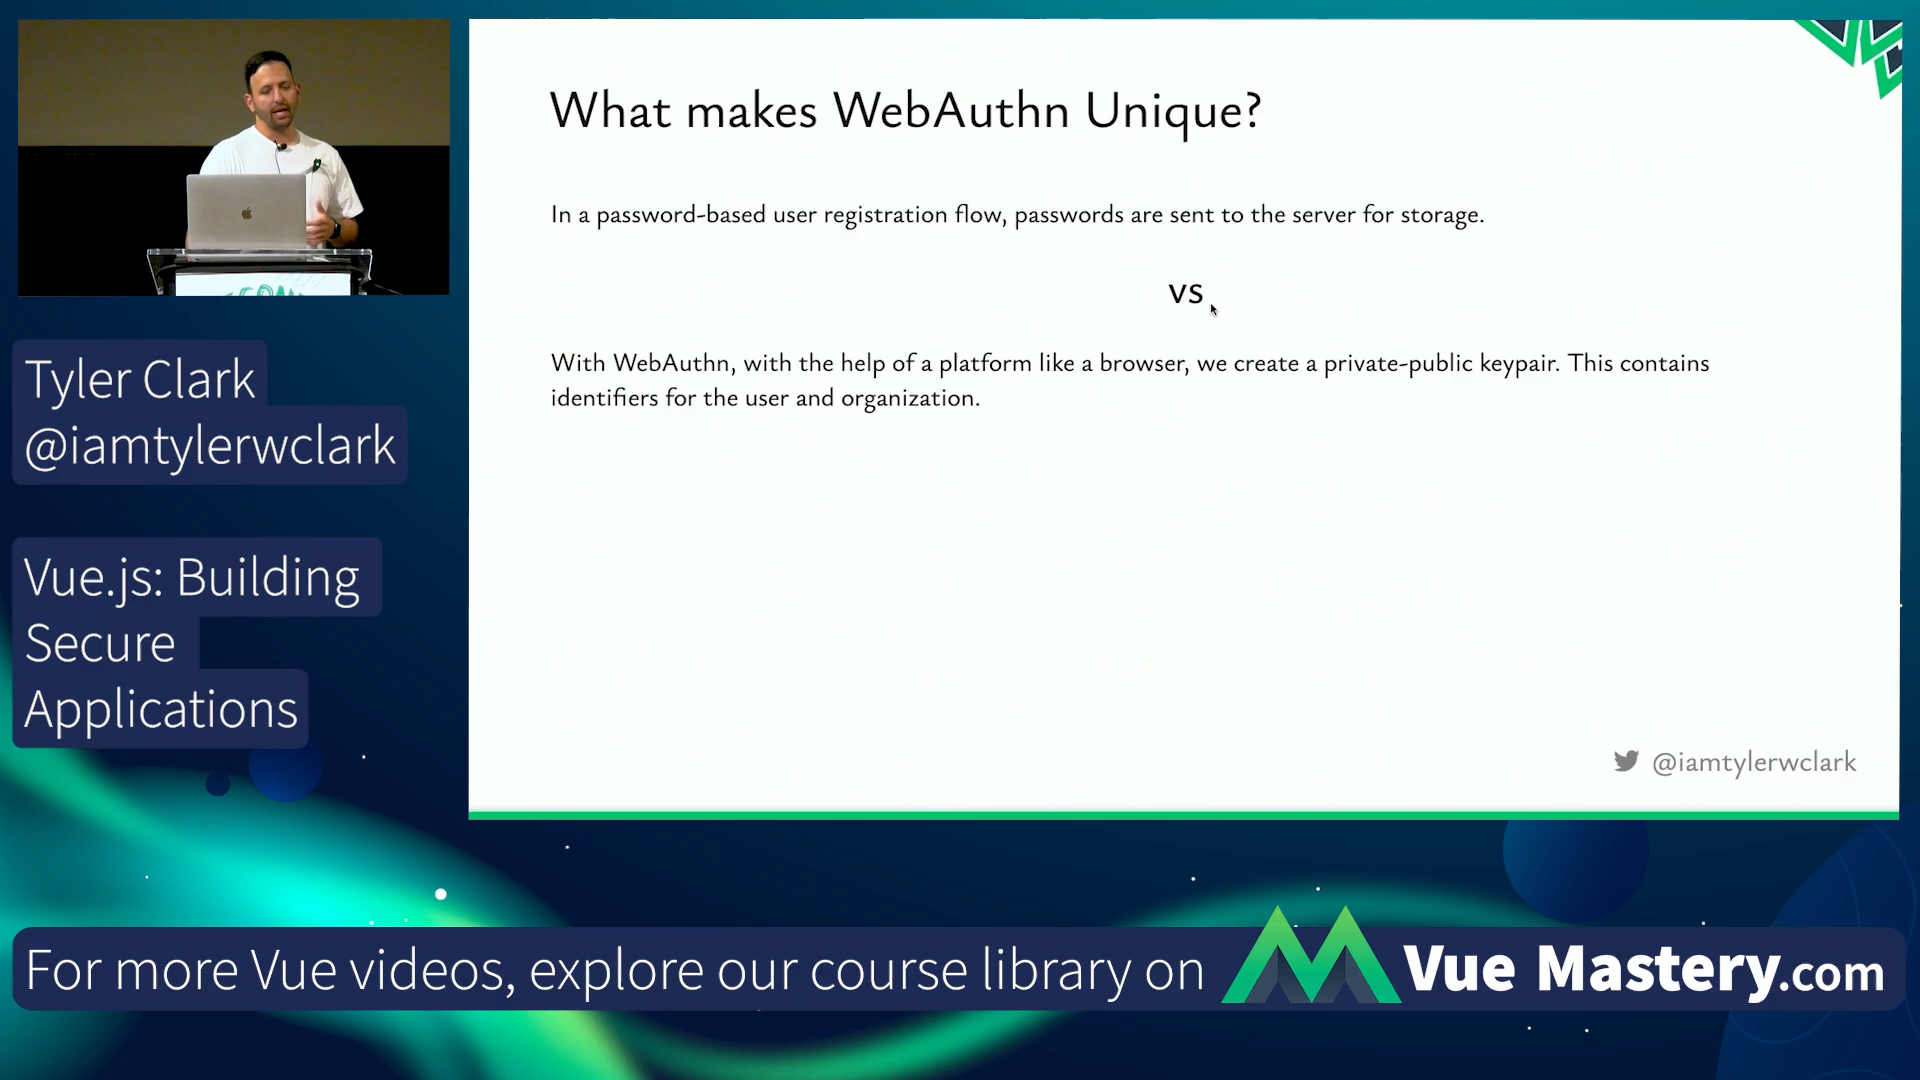 What makes WebAuthn Unique?
In a password-based user registration flow, passwords are sent to the server for storage.
vs
With WebAuthn, with the help of a platform like a browser, we create a private-public keypair. This contains
identifiers for the user and organization.
@iamtylerwclark
Tyler Clark
@iamtylerwclark
Vue.js: Building
Secure
Applications
For more Vue videos, explore our course library on
Vue Mastery.com